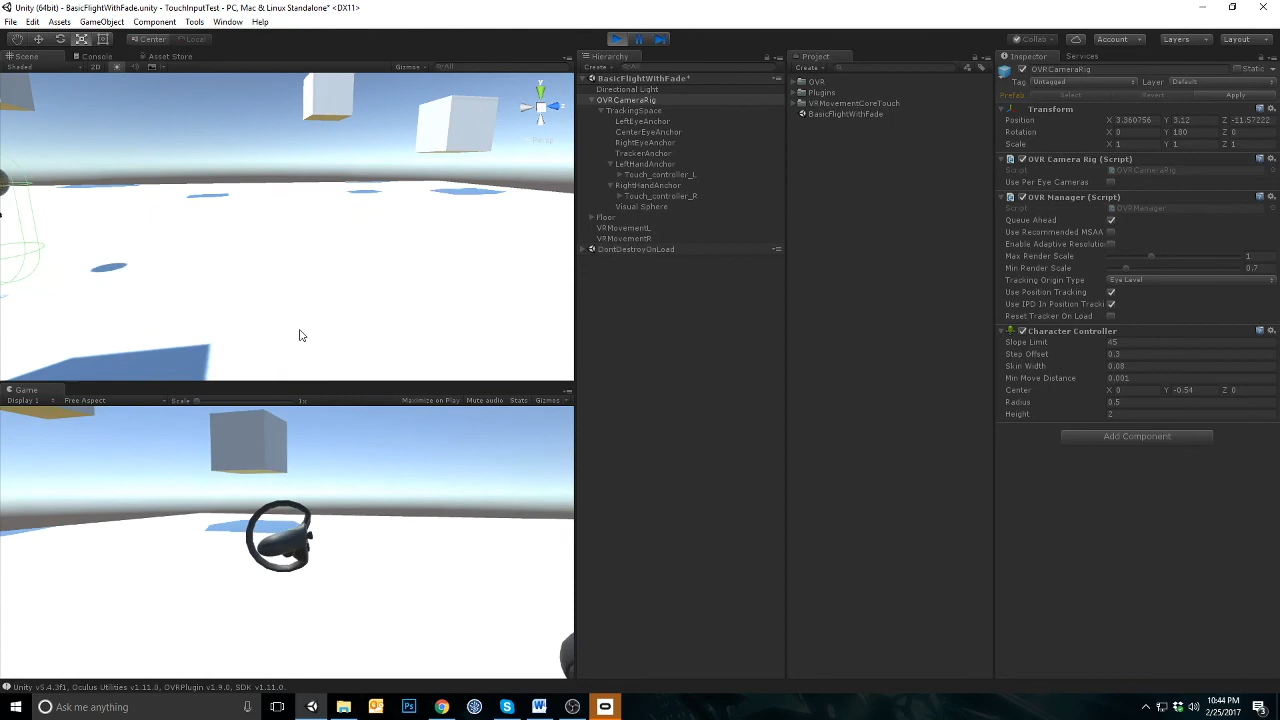 Unity (64bit) - BasicFlightWithFade.unity - TouchInputTest - PC, Mac & Linux Standalone* <DX11>
File Edit Assets GameObject Component Tools Window Help
Center Local
Collab Account Layers Layout
Scene Console Asset Store
Shaded 2D Gizmos All
y z Persp
Game
Display 1 Free Aspect Scale 1x Maximize on Play Mute audio Stats Gizmos
Hierarchy
Create All
BasicFlightWithFade*
Directional Light
OVRCameraRig
TrackingSpace
LeftEyeAnchor
CenterEyeAnchor
RightEyeAnchor
TrackerAnchor
LeftHandAnchor
Touch_controller_L
RightHandAnchor
Touch_controller_R
Visual Sphere
Floor
VRMovementL
VRMovementR
DontDestroyOnLoad
Project
Create
OVR
Plugins
VRMovementCoreTouch
BasicFlightWithFade
Inspector Services
OVRCameraRig Static
Tag Untagged Layer Default
Prefab Select Revert Apply
Transform
Position X 3.360756 Y 3.12 Z -11.57222
Rotation X 0 Y 180 Z 0
Scale X 1 Y 1 Z 1
OVR Camera Rig (Script)
Script OVRCameraRig
Use Per Eye Cameras
OVR Manager (Script)
Script OVRManager
Queue Ahead
Use Recommended MSAA
Enable Adaptive Resolutio
Max Render Scale 1
Min Render Scale 0.7
Tracking Origin Type Eye Level
Use Position Tracking
Use IPD In Position Tracki
Reset Tracker On Load
Character Controller
Slope Limit 45
Step Offset 0.3
Skin Width 0.08
Min Move Distance 0.001
Center X 0 Y -0.54 Z 0
Radius 0.5
Height 2
Add Component
Unity v5.4.3f1, Oculus Utilities v1.11.0, OVRPlugin v1.9.0, SDK v1.11.0.
Ask me anything
10:44 PM
2/25/2017